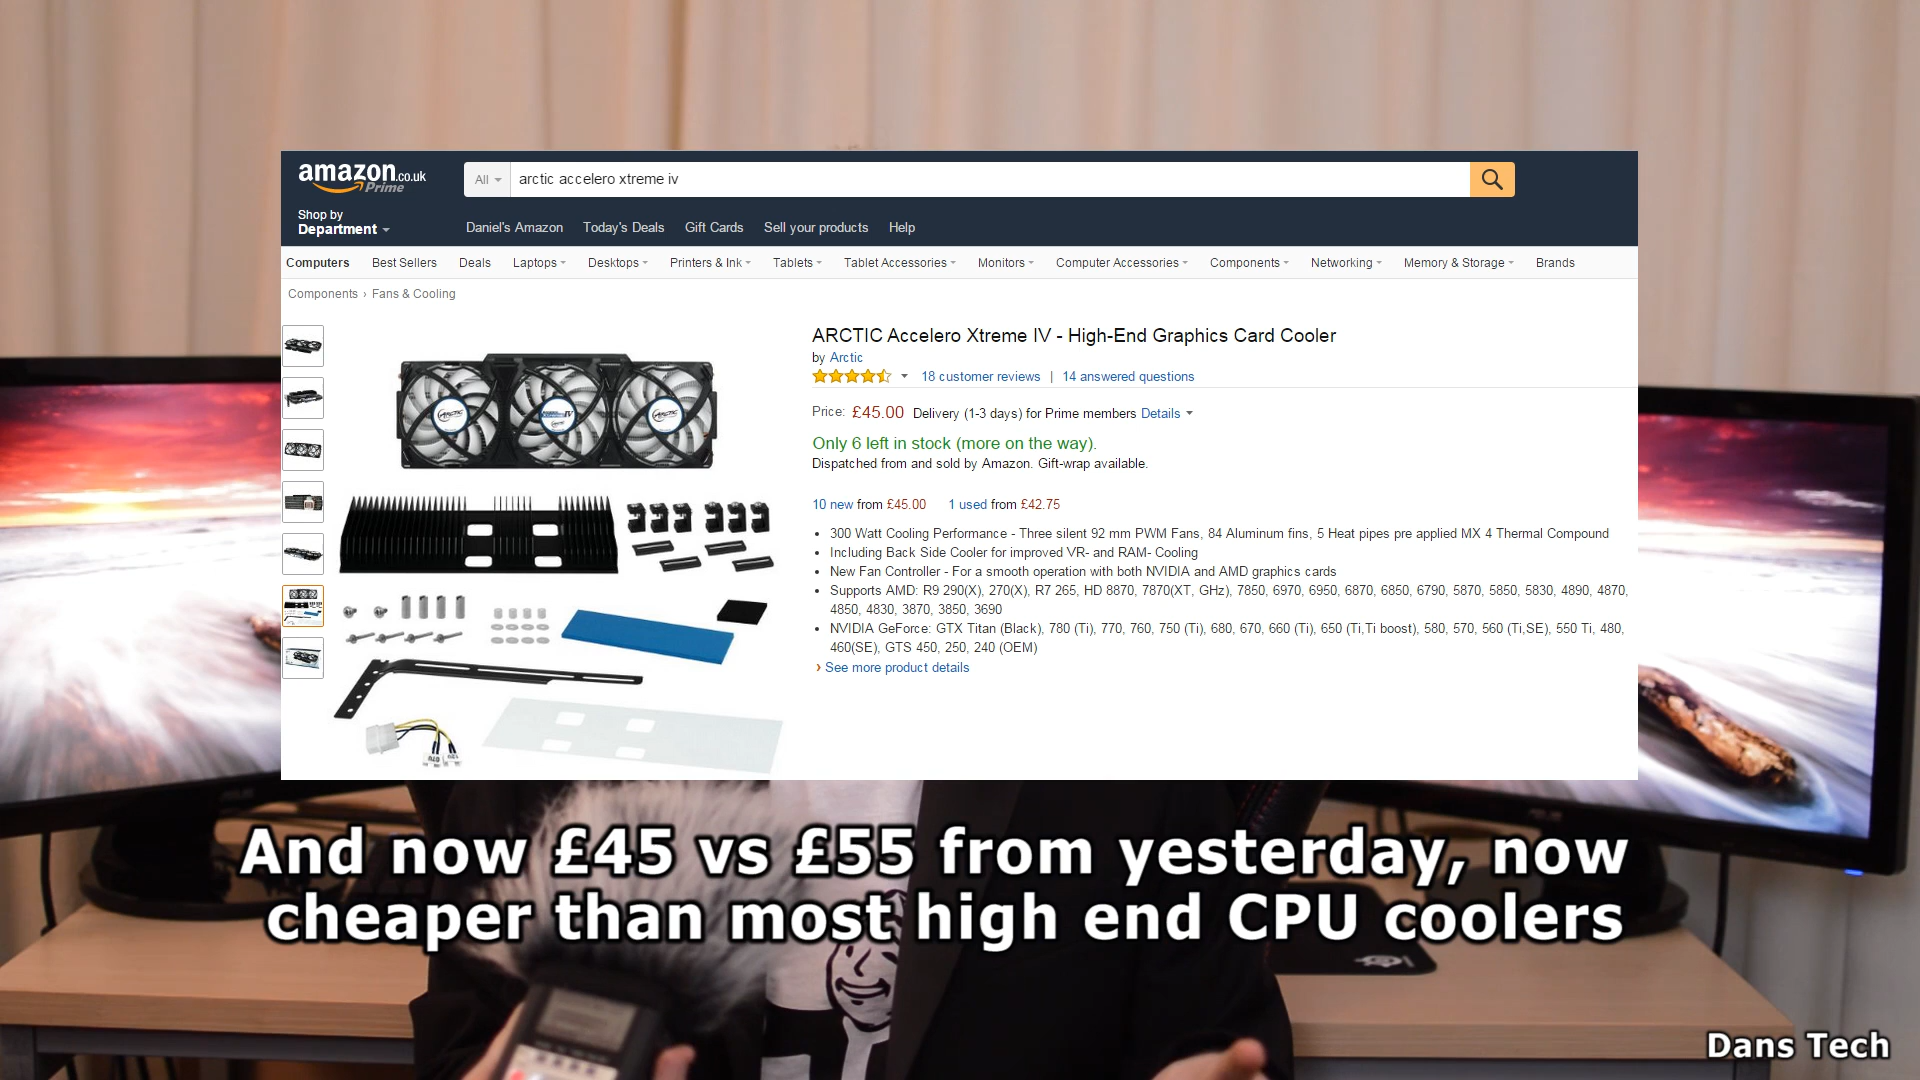 amazon.co.uk
Prime
All
arctic accelero xtreme iv
Shop by
Department
Daniel's Amazon Today's Deals Gift Cards Sell your products Help
Computers Best Sellers Deals Laptops Desktops Printers & Ink Tablets Tablet Accessories Monitors Computer Accessories Components Networking Memory & Storage Brands
Components › Fans & Cooling
ARCTIC Accelero Xtreme IV - High-End Graphics Card Cooler
by Arctic
18 customer reviews | 14 answered questions
Price: £45.00 Delivery (1-3 days) for Prime members Details
Only 6 left in stock (more on the way).
Dispatched from and sold by Amazon. Gift-wrap available.
10 new from £45.00 1 used from £42.75
• 300 Watt Cooling Performance - Three silent 92 mm PWM Fans, 84 Aluminum fins, 5 Heat pipes pre applied MX 4 Thermal Compound
• Including Back Side Cooler for improved VR- and RAM- Cooling
• New Fan Controller - For a smooth operation with both NVIDIA and AMD graphics cards
• Supports AMD: R9 290(X), 270(X), R7 265, HD 8870, 7870(XT, GHz), 7850, 6970, 6950, 6870, 6850, 6790, 5870, 5850, 5830, 4890, 4870,
4850, 4830, 3870, 3850, 3690
• NVIDIA GeForce: GTX Titan (Black), 780 (Ti), 770, 760, 750 (Ti), 680, 670, 660 (Ti), 650 (Ti,Ti boost), 580, 570, 560 (Ti,SE), 550 Ti, 480,
460(SE), GTS 450, 250, 240 (OEM)
› See more product details
ARCTIC
IV
ARCTIC
And now £45 vs £55 from yesterday, now
cheaper than most high end CPU coolers
Dans Tech